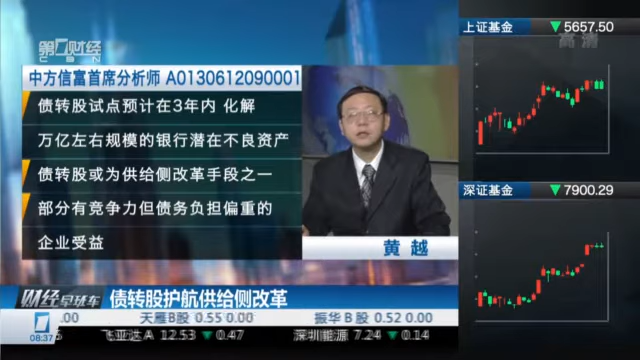 第一财经
CBN
上证基金 ▼5657.50
高清
中方信富首席分析师 A0130612090001
债转股试点预计在3年内 化解
万亿左右规模的银行潜在不良资产
债转股或为供给侧改革手段之一
部分有竞争力但债务负担偏重的
企业受益
深证基金 ▼7900.29
黄 越
财经早班车 债转股护航供给侧改革
.00 天雁B股 0.55 0.00 振华B股 0.52 0.00
08:37 飞亚达A 12.53 ▼0.47 深圳能源 7.24 ▼0.14